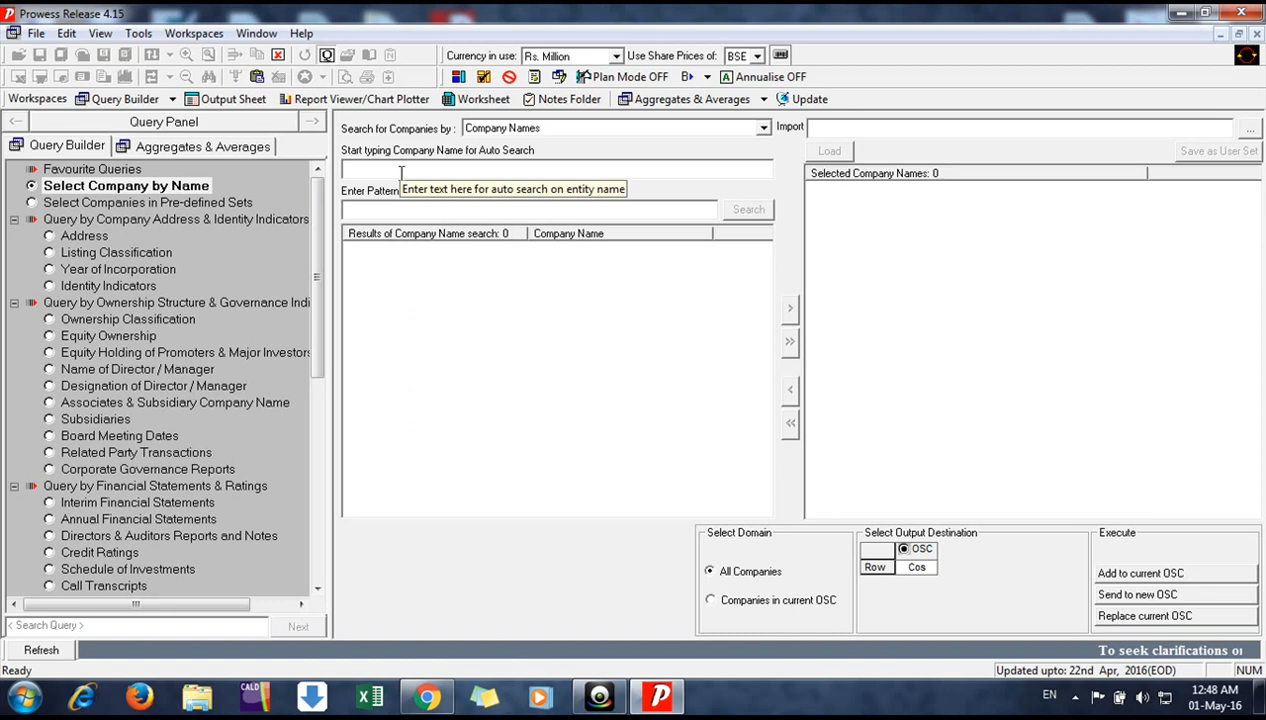 Prowess Release 4.15
File Edit View Tools Workspaces Window Help
Currency in use: Rs. Million Use Share Prices of: BSE
Plan Mode OFF B Annualise OFF
Workspaces Query Builder Output Sheet Report Viewer/Chart Plotter Worksheet Notes Folder Aggregates & Averages Update
Query Panel
Query Builder Aggregates & Averages
Favourite Queries
Select Company by Name
Select Companies in Pre-defined Sets
Query by Company Address & Identity Indicators
Address
Listing Classification
Year of Incorporation
Identity Indicators
Query by Ownership Structure & Governance Indi
Ownership Classification
Equity Ownership
Equity Holding of Promoters & Major Investors
Name of Director / Manager
Designation of Director / Manager
Associates & Subsidiary Company Name
Subsidiaries
Board Meeting Dates
Related Party Transactions
Corporate Governance Reports
Query by Financial Statements & Ratings
Interim Financial Statements
Annual Financial Statements
Directors & Auditors Reports and Notes
Credit Ratings
Schedule of Investments
Call Transcripts
< Search Query > Next
Search for Companies by : Company Names
Start typing Company Name for Auto Search
Enter text here for auto search on entity name
Enter Pattern
Search
Results of Company Name search: 0 Company Name
Import ...
Load Save as User Set
Selected Company Names: 0
> 
>>
<
<<
Select Domain
All Companies
Companies in current OSC
Select Output Destination
OSC
Row Cos
Execute
Add to current OSC
Send to new OSC
Replace current OSC
Refresh To seek clarifications o
Ready Updated upto: 22nd Apr, 2016(EOD) NUM
CALD EN 12:48 AM
01-May-16